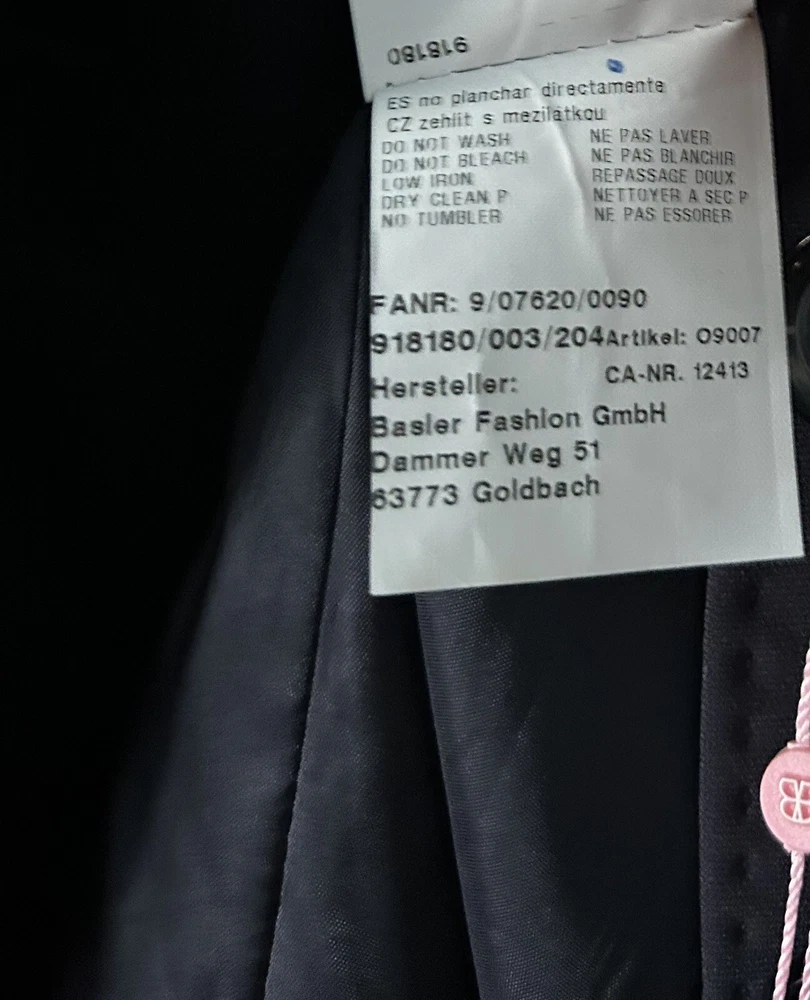 918180
ES no planchar directamente
CZ zehlit s mezilátkou
DO NOT WASH NE PAS LAVER
DO NOT BLEACH NE PAS BLANCHIR
LOW IRON REPASSAGE DOUX
DRY CLEAN P NETTOYER A SEC P
NO TUMBLER NE PAS ESSORER
FANR: 9/07620/0090
918180/003/204 Artikel: 09007
Hersteller: CA-NR. 12413
Basler Fashion GmbH
Dammer Weg 51
63773 Goldbach